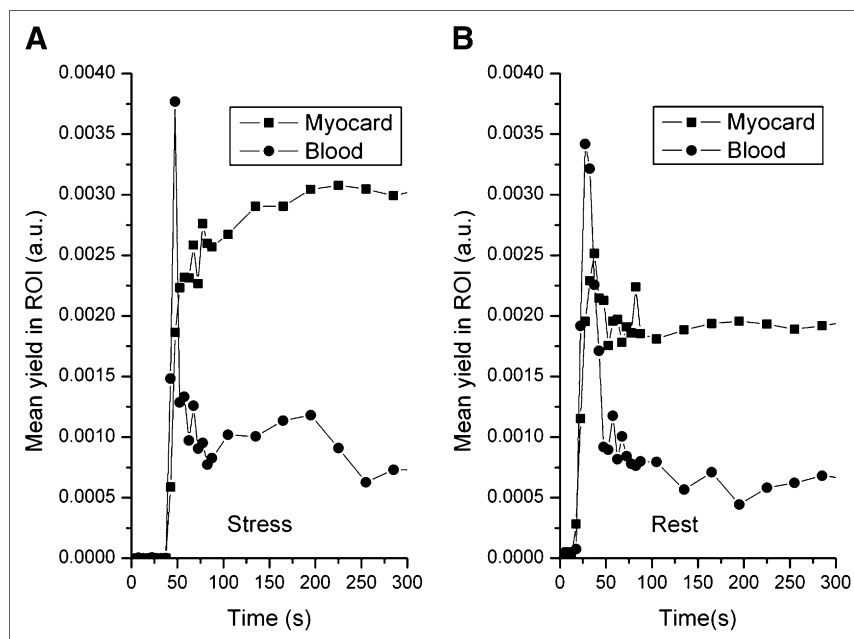 A
B
0.0040
0.0035
0.0030
0.0025
0.0020
0.0015
0.0010
0.0005
0.0000
Mean yield in ROI (a.u.)
Myocard
Blood
Stress
0 50 100 150 200 250 300
Time (s)
0.0040
0.0035
0.0030
0.0025
0.0020
0.0015
0.0010
0.0005
0.0000
Mean yield in ROI (a.u.)
Myocard
Blood
Rest
0 50 100 150 200 250 300
Time(s)